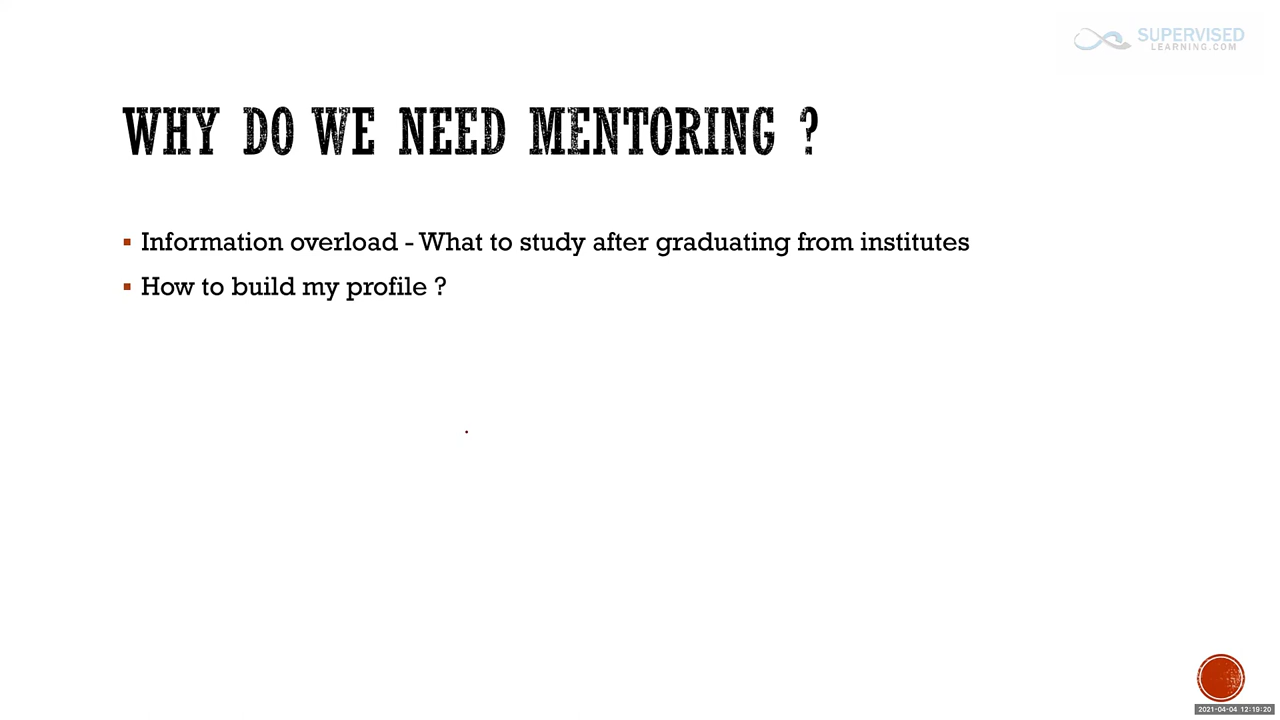 SUPERVISED
LEARNING.COM
WHY DO WE NEED MENTORING ?
Information overload - What to study after graduating from institutes
How to build my profile ?
2021-04-04 12:19:20